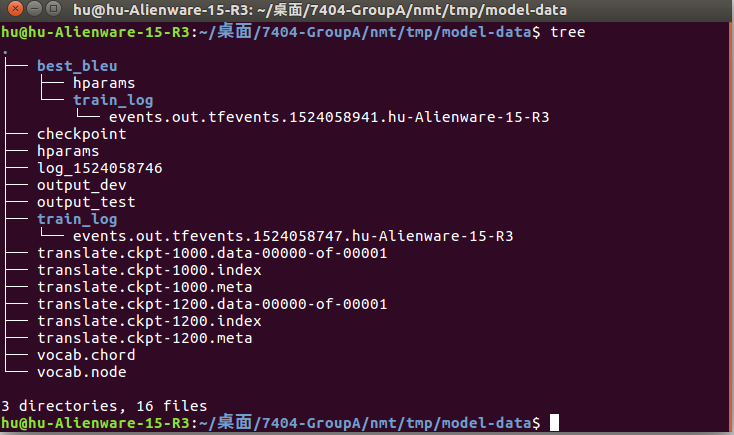 hu@hu-Alienware-15-R3: ~/桌面/7404-GroupA/nmt/tmp/model-data
hu@hu-Alienware-15-R3:~/桌面/7404-GroupA/nmt/tmp/model-data$ tree
.
├── best_bleu
│   ├── hparams
│   └── train_log
│       └── events.out.tfevents.1524058941.hu-Alienware-15-R3
├── checkpoint
├── hparams
├── log_1524058746
├── output_dev
├── output_test
├── train_log
│   └── events.out.tfevents.1524058747.hu-Alienware-15-R3
├── translate.ckpt-1000.data-00000-of-00001
├── translate.ckpt-1000.index
├── translate.ckpt-1000.meta
├── translate.ckpt-1200.data-00000-of-00001
├── translate.ckpt-1200.index
├── translate.ckpt-1200.meta
├── vocab.chord
└── vocab.node
3 directories, 16 files
hu@hu-Alienware-15-R3:~/桌面/7404-GroupA/nmt/tmp/model-data$